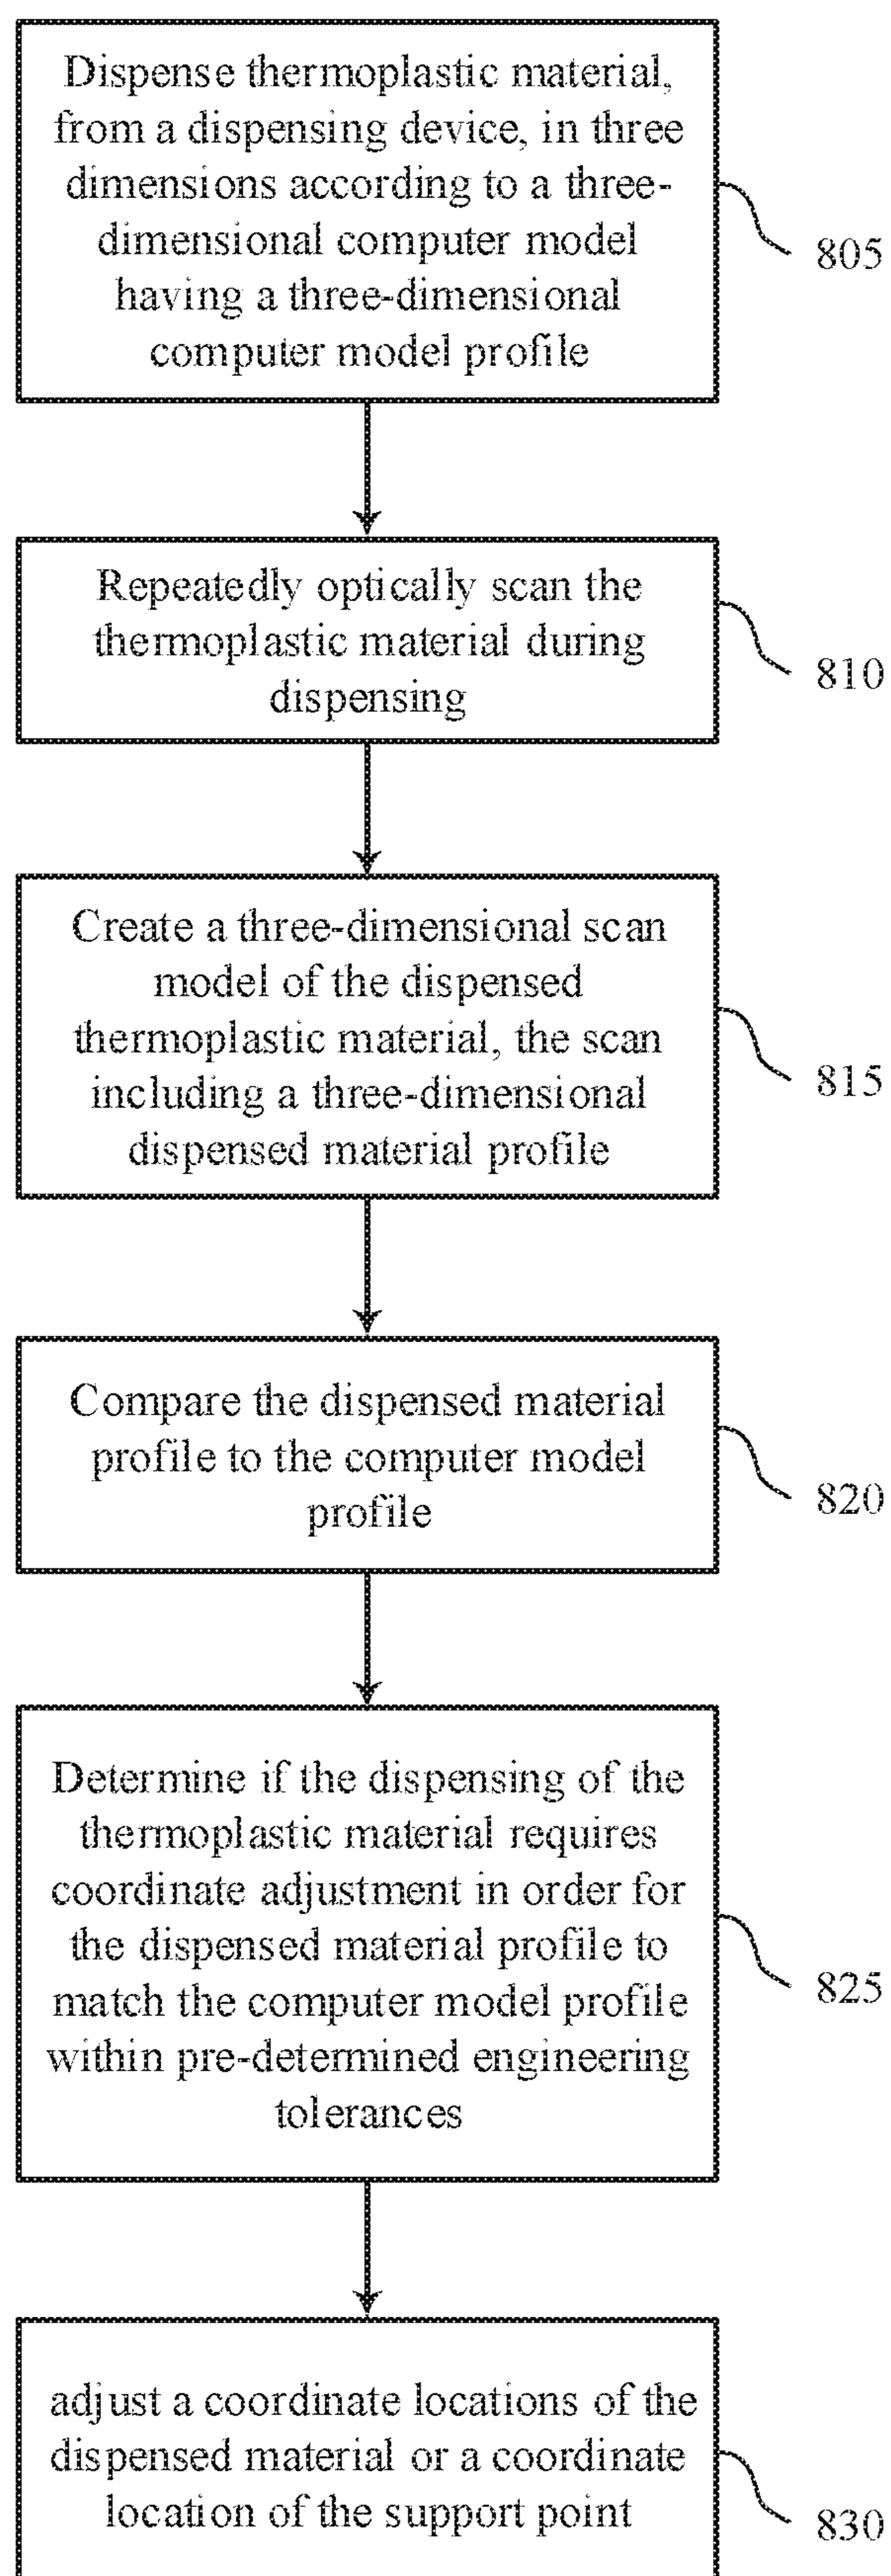 Dispense thermoplastic material,
from a dispensing device, in three
dimensions according to a three-
dimensional computer model
having a three-dimensional
computer model profile
805
Repeatedly optically scan the
thermoplastic material during
dispensing
810
Create a three-dimensional scan
model of the dispensed
thermoplastic material, the scan
including a three-dimensional
dispensed material profile
815
Compare the dispensed material
profile to the computer model
profile
820
Determine if the dispensing of the
thermoplastic material requires
coordinate adjustment in order for
the dispensed material profile to
match the computer model profile
within pre-determined engineering
tolerances
825
adjust a coordinate locations of the
dispensed material or a coordinate
location of the support point
830